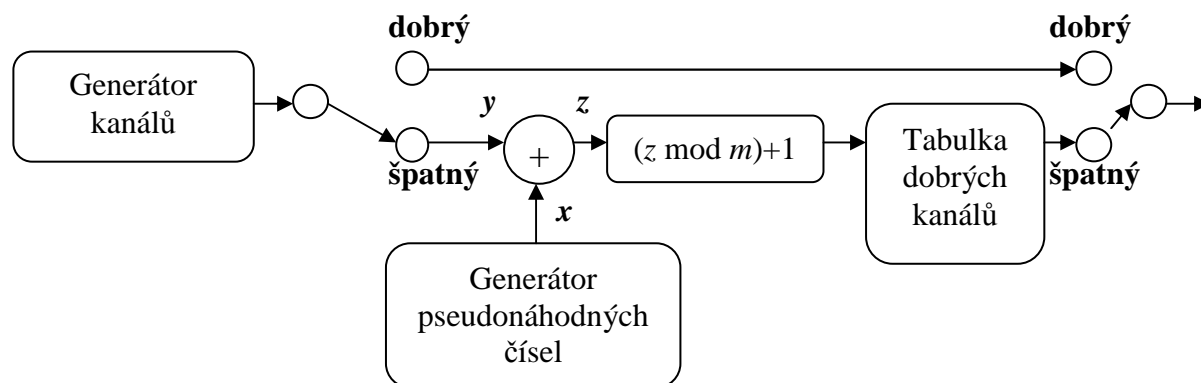 dobrý
dobrý
Generátor
kanálů
y
z
+
(z mod m)+1
Tabulka
dobrých
kanálů
špatný
špatný
x
Generátor
pseudonáhodných
čísel